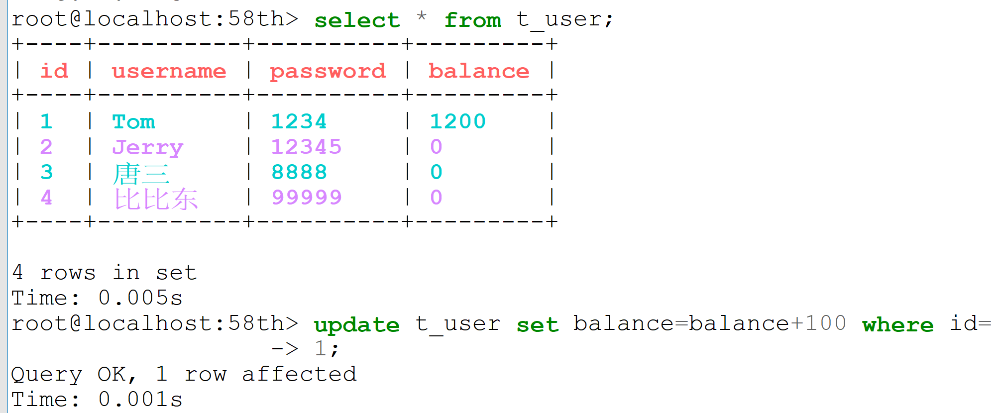 root@localhost:58th> select * from t_user;
+----+----------+----------+---------+
| id | username | password | balance |
+----+----------+----------+---------+
| 1  | Tom      | 1234     | 1200    |
| 2  | Jerry    | 12345    | 0       |
| 3  | 唐三     | 8888     | 0       |
| 4  | 比比东   | 99999    | 0       |
+----+----------+----------+---------+
4 rows in set
Time: 0.005s
root@localhost:58th> update t_user set balance=balance+100 where id=
                  -> 1;
Query OK, 1 row affected
Time: 0.001s